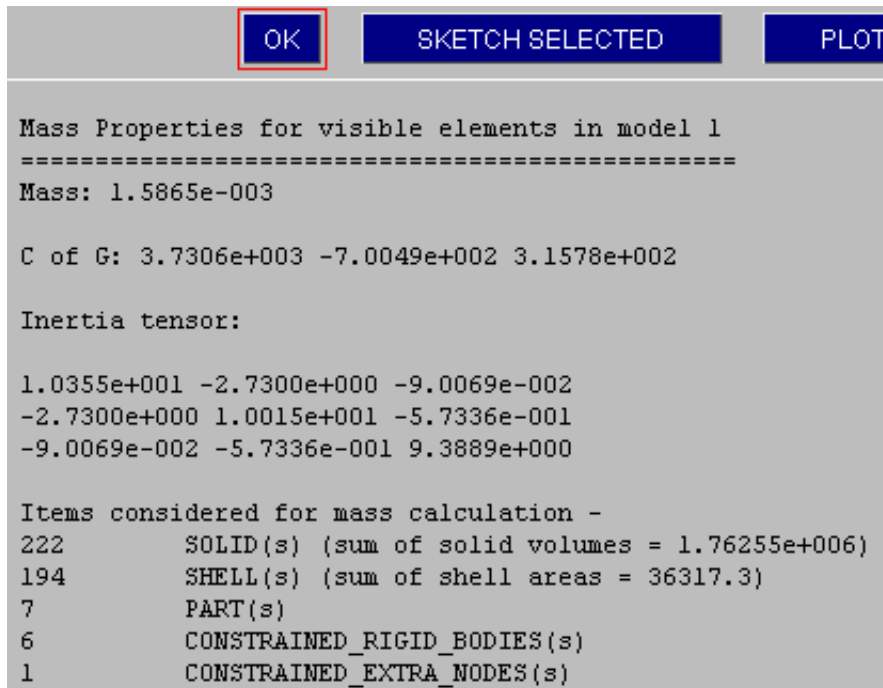 OK SKETCH SELECTED PLOT
Mass Properties for visible elements in model 1
================================================
Mass: 1.5865e-003
C of G: 3.7306e+003 -7.0049e+002 3.1578e+002
Inertia tensor:
1.0355e+001 -2.7300e+000 -9.0069e-002
-2.7300e+000 1.0015e+001 -5.7336e-001
-9.0069e-002 -5.7336e-001 9.3889e+000
Items considered for mass calculation -
222 SOLID(s) (sum of solid volumes = 1.76255e+006)
194 SHELL(s) (sum of shell areas = 36317.3)
7 PART(s)
6 CONSTRAINED_RIGID_BODIES(s)
1 CONSTRAINED_EXTRA_NODES(s)